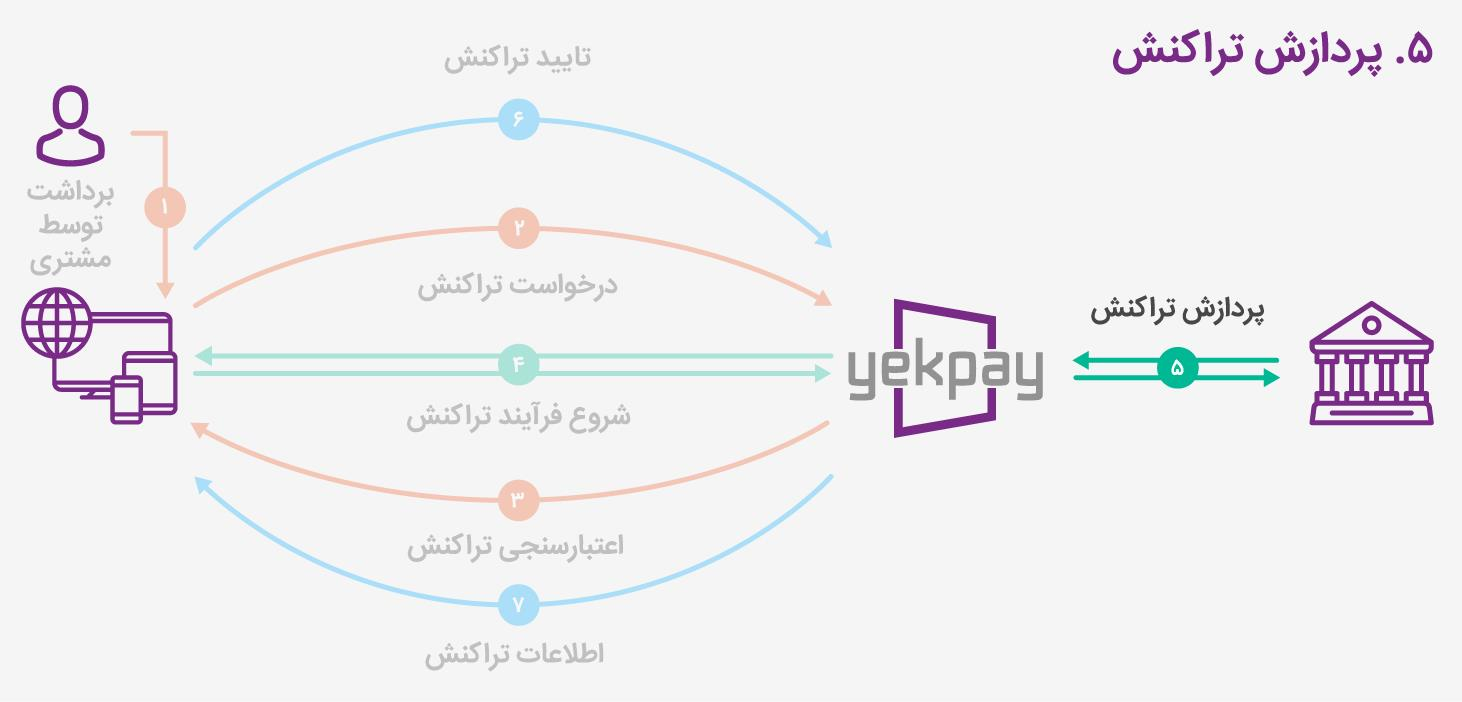 ۵. پردازش تراکنش
تایید تراکنش
۶
برداشت
توسط
مشتری
۱
۲
درخواست تراکنش
پردازش تراکنش
yekpay
۴
۵
شروع فرآیند تراکنش
۳
اعتبارسنجی تراکنش
۷
اطلاعات تراکنش